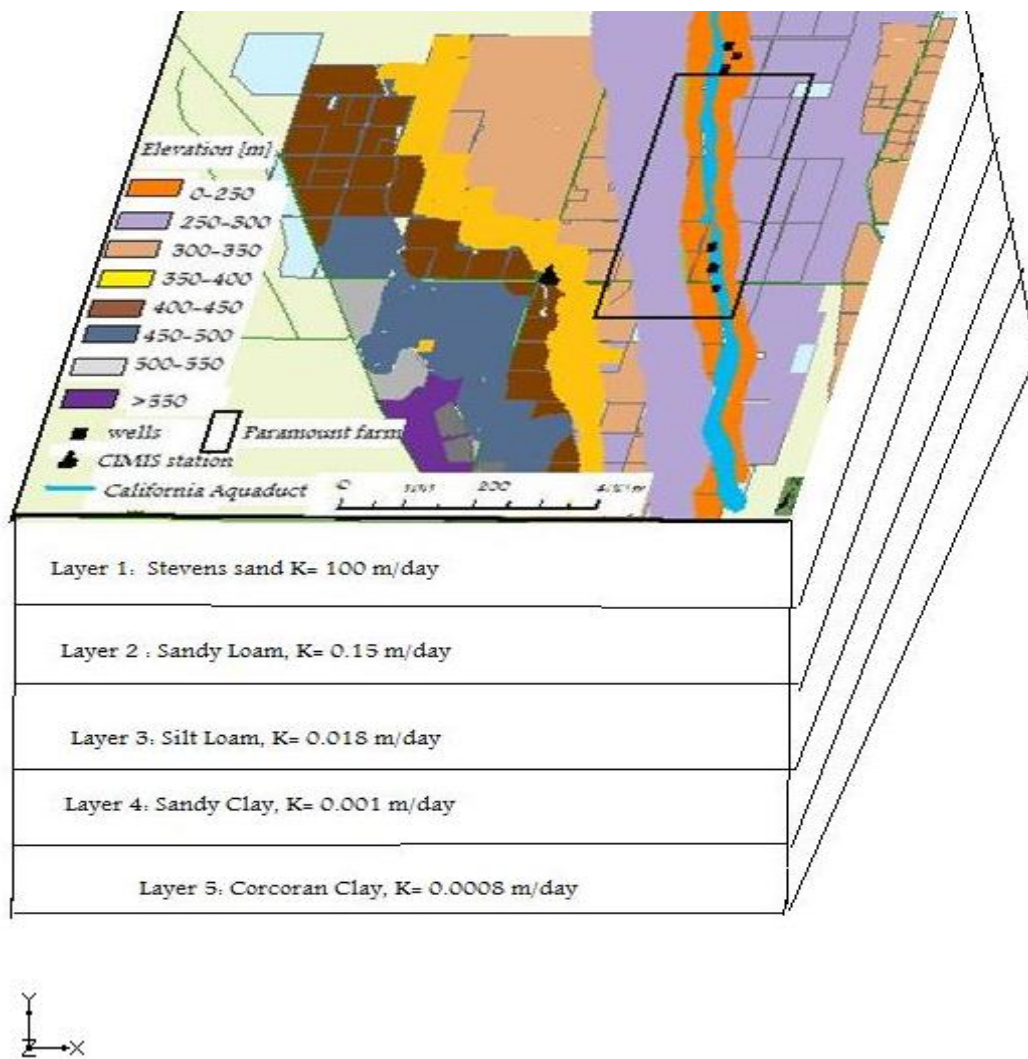 Elevation [m]
0-250
250-300
300-350
350-400
400-450
450-500
500-550
>550
wells
Paramount farm
CIMIS station
California Aquaduct
0 100 200 400 m
Layer 1: Stevens sand K= 100 m/day
Layer 2 : Sandy Loam, K= 0.15 m/day
Layer 3: Silt Loam, K= 0.018 m/day
Layer 4: Sandy Clay, K= 0.001 m/day
Layer 5: Corcoran Clay, K= 0.0008 m/day
Y
Z X